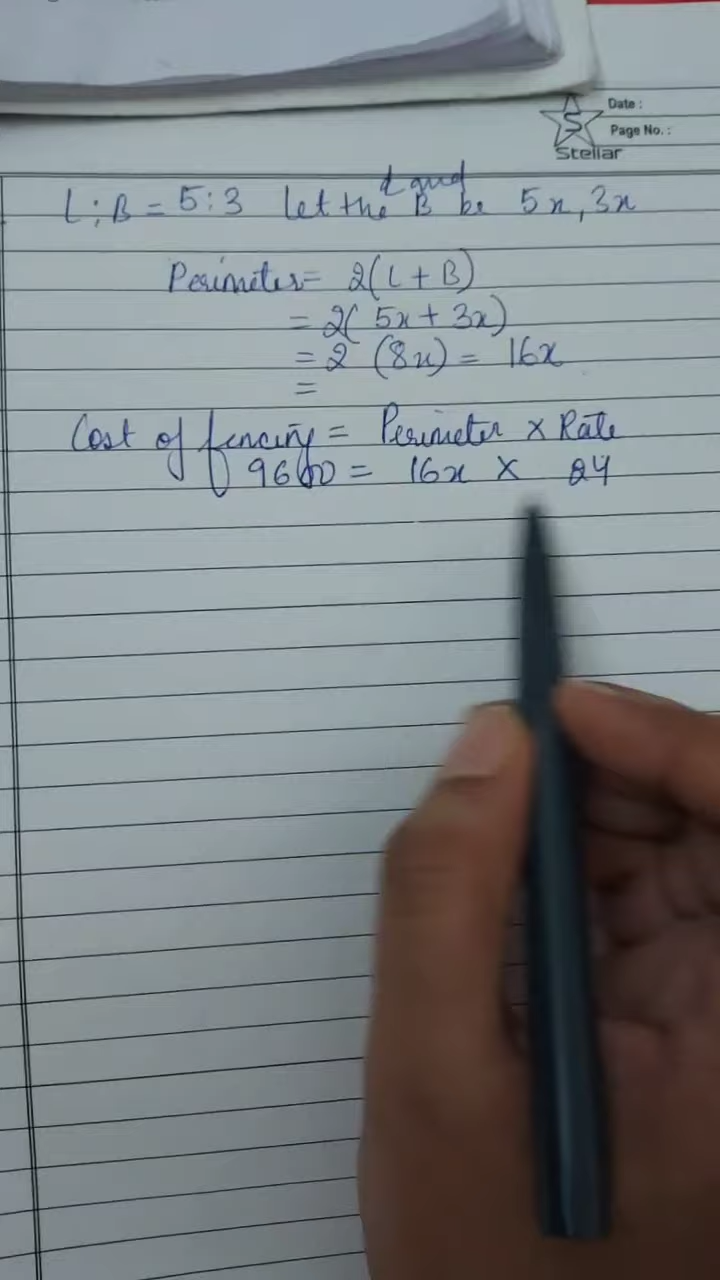 Date :
Page No. :
S
Stellar
L and
L : B = 5 : 3 Let the B be 5x, 3x
Perimeter = 2(L + B)
= 2( 5x + 3x)
= 2 (8x) = 16x
=
Cost of fencing = Perimeter × Rate
9600 = 16x × 24